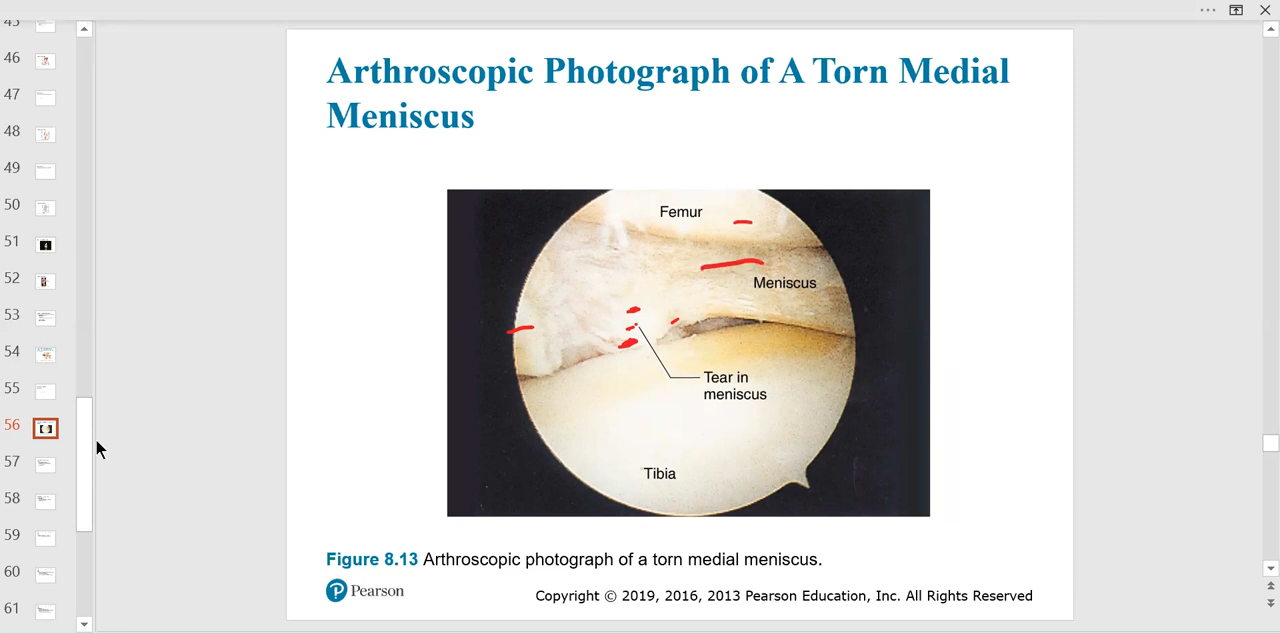 45
46
47
48
49
50
51
52
53
54
55
56
57
58
59
60
61
Arthroscopic Photograph of A Torn Medial
Meniscus
Femur
Meniscus
Tear in
meniscus
Tibia
Figure 8.13 Arthroscopic photograph of a torn medial meniscus.
Pearson
Copyright © 2019, 2016, 2013 Pearson Education, Inc. All Rights Reserved